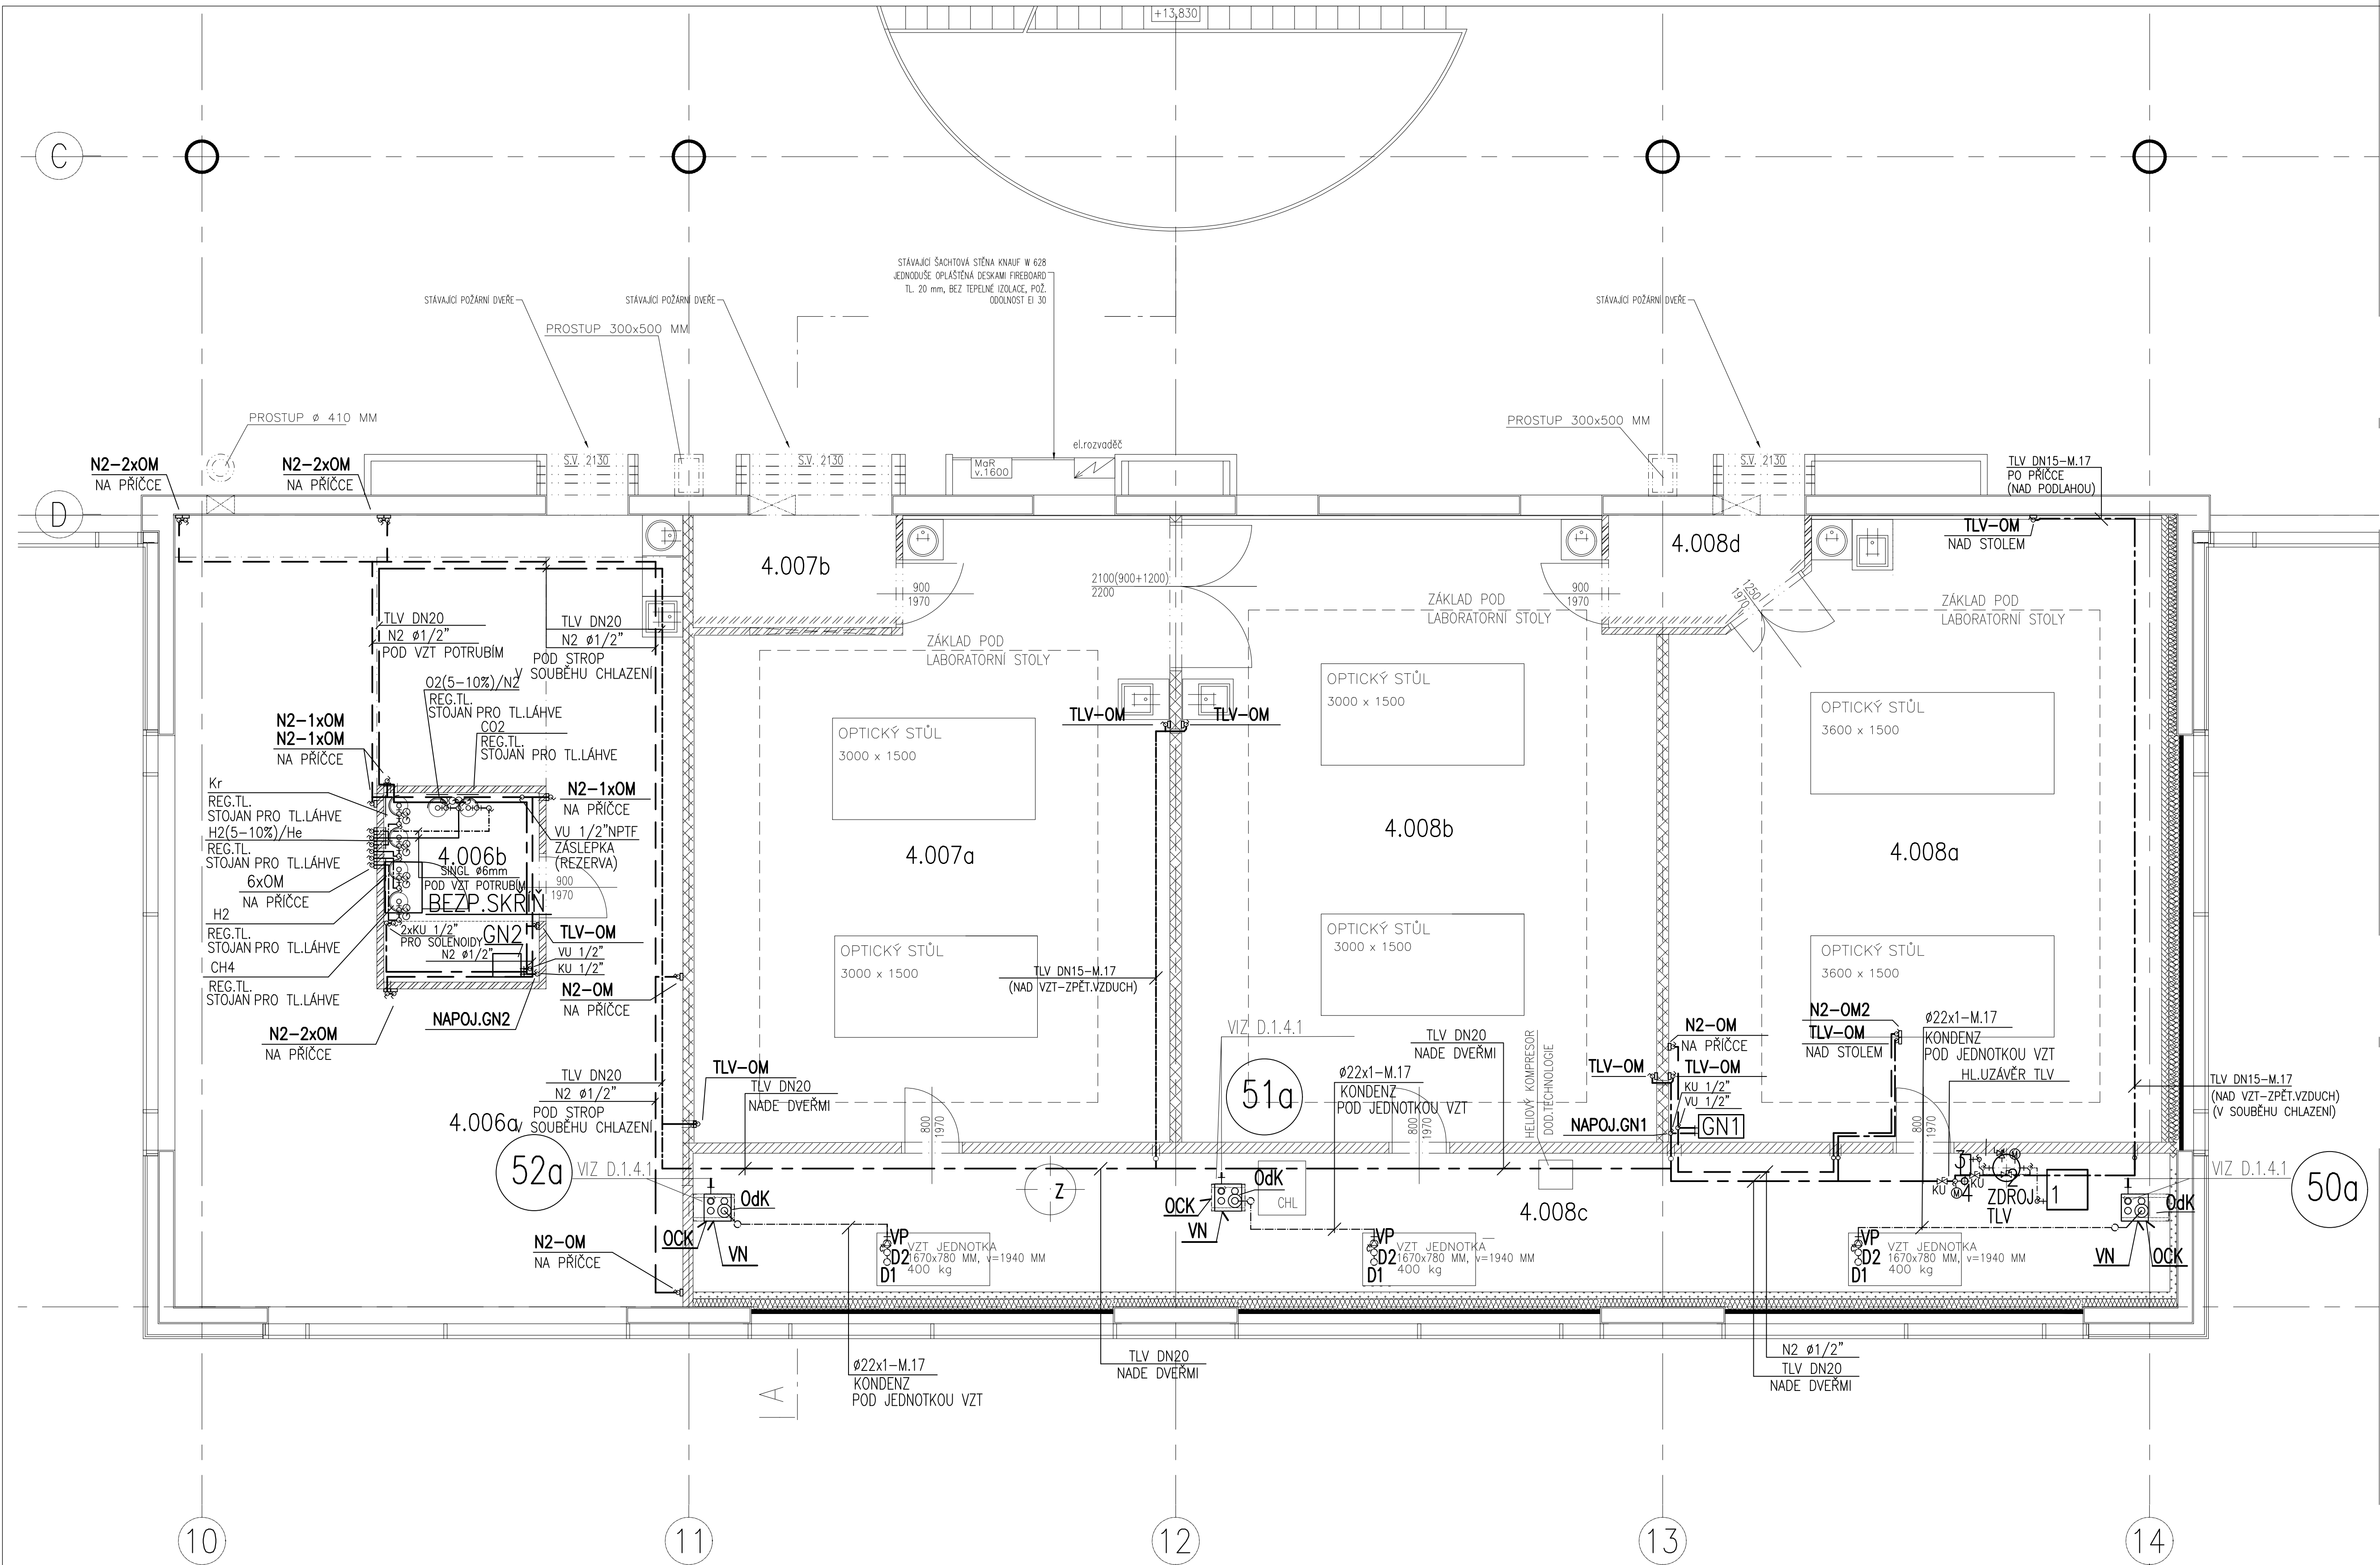 +13,830
C
STÁVAJÍCÍ ŠACHTOVÁ STĚNA KNAUF W 628
JEDNODUŠE OPLÁŠTĚNÁ DESKAMI FIREBOARD
TL. 20 mm, BEZ TEPELNÉ IZOLACE, POŽ.
ODOLNOST EI 30
STÁVAJÍCÍ POŽÁRNÍ DVEŘE
STÁVAJÍCÍ POŽÁRNÍ DVEŘE
STÁVAJÍCÍ POŽÁRNÍ DVEŘE
PROSTUP 300x500 MM
PROSTUP ø 410 MM
PROSTUP 300x500 MM
el.rozvaděč
MaR
v.1600
S.V. 2130
S.V. 2130
S.V. 2130
N2-2xOM
NA PŘÍČCE
N2-2xOM
NA PŘÍČCE
TLV DN15-M.17
PO PŘÍČCE
(NAD PODLAHOU)
D
TLV-OM
NAD STOLEM
4.007b
4.008d
900
1970
2100(900+1200)
2200
900
1970
1250
1970
ZÁKLAD POD
LABORATORNÍ STOLY
ZÁKLAD POD
LABORATORNÍ STOLY
ZÁKLAD POD
LABORATORNÍ STOLY
TLV DN20
N2 ø1/2"
POD VZT POTRUBÍM
TLV DN20
N2 ø1/2"
POD STROP
V SOUBĚHU CHLAZENÍ
O2(5-10%)/N2
REG.TL.
STOJAN PRO TL.LÁHVE
CO2
REG.TL.
STOJAN PRO TL.LÁHVE
N2-1xOM
N2-1xOM
NA PŘÍČCE
OPTICKÝ STŮL
3000 x 1500
OPTICKÝ STŮL
3000 x 1500
OPTICKÝ STŮL
3600 x 1500
TLV-OM
TLV-OM
Kr
REG.TL.
STOJAN PRO TL.LÁHVE
H2(5-10%)/He
REG.TL.
STOJAN PRO TL.LÁHVE
6xOM
NA PŘÍČCE
H2
REG.TL.
STOJAN PRO TL.LÁHVE
CH4
REG.TL.
STOJAN PRO TL.LÁHVE
N2-1xOM
NA PŘÍČCE
VU 1/2"NPTF
ZÁSLEPKA
(REZERVA)
4.006b
SINGL ø6mm
POD VZT POTRUBÍM
BEZP.SKŘÍŇ
900
1970
2xKU 1/2"
PRO SOLENOIDY
GN2
N2 ø1/2"
TLV-OM
VU 1/2"
KU 1/2"
N2-OM
NA PŘÍČCE
NAPOJ.GN2
N2-2xOM
NA PŘÍČCE
4.007a
4.008b
4.008a
OPTICKÝ STŮL
3000 x 1500
OPTICKÝ STŮL
3000 x 1500
OPTICKÝ STŮL
3600 x 1500
TLV DN15-M.17
(NAD VZT-ZPĚT.VZDUCH)
VIZ D.1.4.1
51a
TLV DN20
NADE DVEŘMI
ø22x1-M.17
KONDENZ
POD JEDNOTKOU VZT
HELIOVÝ KOMPRESOR
DOD.TECHNOLOGIE
N2-OM
NA PŘÍČCE
TLV-OM
TLV-OM
KU 1/2"
VU 1/2"
NAPOJ.GN1
GN1
N2-OM2
TLV-OM
NAD STOLEM
ø22x1-M.17
KONDENZ
POD JEDNOTKOU VZT
HL.UZÁVĚR TLV
TLV DN15-M.17
(NAD VZT-ZPĚT.VZDUCH)
(V SOUBĚHU CHLAZENÍ)
TLV DN20
N2 ø1/2"
POD STROP
V SOUBĚHU CHLAZENÍ
4.006a
TLV-OM
TLV DN20
NADE DVEŘMI
800
1970
800
1970
800
1970
52a
VIZ D.1.4.1
OdK
OCK
VN
N2-OM
NA PŘÍČCE
Z
OdK
OCK
VN
CHL
4.008c
3
KU
M
4
KU
M
2
ZDROJ
TLV
1
VIZ D.1.4.1
50a
OdK
VN
OCK
VP
D2
D1
VZT JEDNOTKA
1670x780 MM, v=1940 MM
400 kg
VP
D2
D1
VZT JEDNOTKA
1670x780 MM, v=1940 MM
400 kg
VP
D2
D1
VZT JEDNOTKA
1670x780 MM, v=1940 MM
400 kg
A
ø22x1-M.17
KONDENZ
POD JEDNOTKOU VZT
TLV DN20
NADE DVEŘMI
N2 ø1/2"
TLV DN20
NADE DVEŘMI
10
11
12
13
14